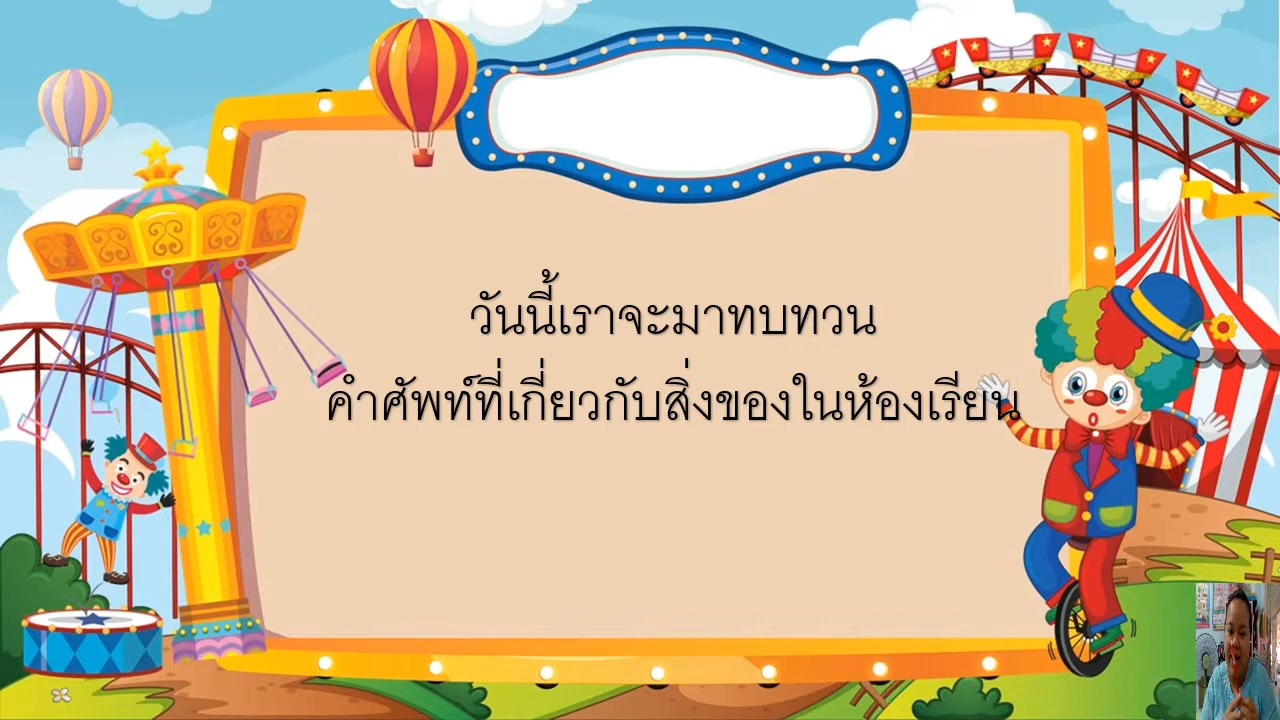 วันนี้เราจะมาทบทวน
คำศัพท์ที่เกี่ยวกับสิ่งของในห้องเรียน